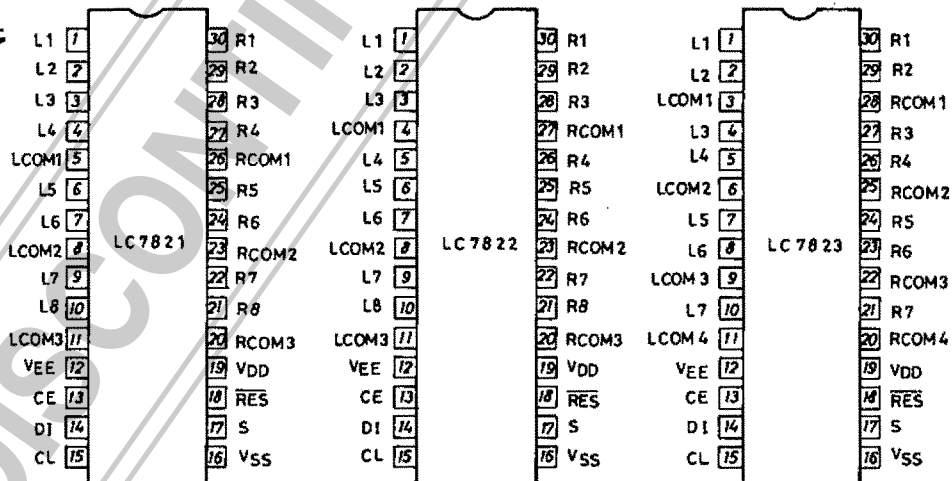 L1 1 30 R1 L1 1 30 R1 L1 1 30 R1
L2 2 29 R2 L2 2 29 R2 L2 2 29 R2
L3 3 28 R3 L3 3 28 R3 LCOM1 3 28 RCOM1
L4 4 27 R4 LCOM1 4 27 RCOM1 L3 4 27 R3
LCOM1 5 26 RCOM1 L4 5 26 R4 L4 5 26 R4
L5 6 25 R5 L5 6 25 R5 LCOM2 6 25 RCOM2
L6 7 24 R6 L6 7 24 R6 L5 7 24 R5
LCOM2 8 LC7821 23 RCOM2 LCOM2 8 LC7822 23 RCOM2 L6 8 LC7823 23 R6
L7 9 22 R7 L7 9 22 R7 LCOM3 9 22 RCOM3
L8 10 21 R8 L8 10 21 R8 L7 10 21 R7
LCOM3 11 20 RCOM3 LCOM3 11 20 RCOM3 LCOM4 11 20 RCOM4
VEE 12 19 VDD VEE 12 19 VDD VEE 12 19 VDD
CE 13 18 RES CE 13 18 RES CE 13 18 RES
DI 14 17 S DI 14 17 S DI 14 17 S
CL 15 16 VSS CL 15 16 VSS CL 15 16 VSS
DISCONTIN